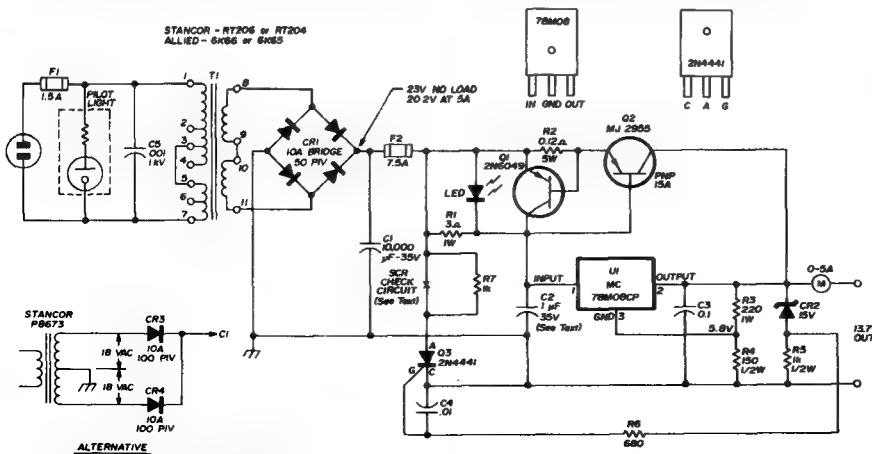 STANCOR - RT206 or RT204
ALLIED - 6K66 or 6K65
78M08
IN GND OUT
2N4441
C A G
F1
1.5A
PILOT
LIGHT
C5
.001
1 kV
1
2
3
4
5
6
7
T1
8
9
10
11
CR1
10A BRIDGE
50 PIV
23V NO LOAD
20.2V AT 5A
F2
7.5A
C1
10,000
µF-35V
LED
R1
3Ω
1W
Q1
2N6049
R2
0.12Ω
5W
Q2
MJ 2955
PNP
15A
SCR
CHECK
CIRCUIT
(See Text)
R7
1k
INPUT
1
U1
MC
78M08CP
GND 3
OUTPUT
2
C2
1 µF
35V
(See Text)
5.8V
C3
0.1
R3
220
1W
R4
150
1/2W
CR2
15V
R5
1k
1/2W
0-5A
M
13.7
OUT
A
G
C
Q3
2N4441
C4
.01
R6
680
STANCOR
P8673
18 VAC
18 VAC
CR3
10A
100 PIV
C1
CR4
10A
100 PIV
ALTERNATIVE